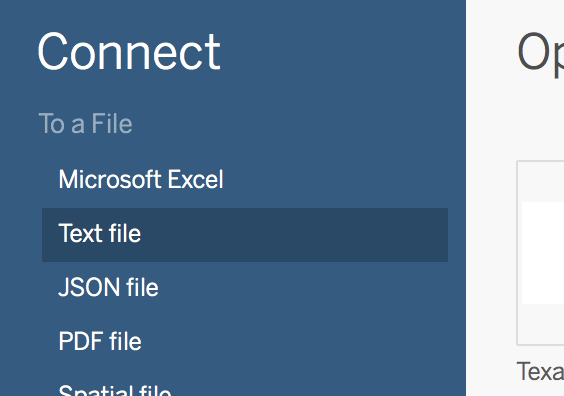 Connect
Op
To a File
Microsoft Excel
Text file
JSON file
PDF file
Spatial file
Texa